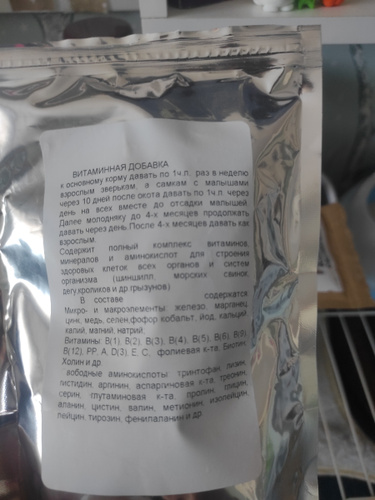 ВИТАМИННАЯ ДОБАВКА
к основному корму давать по 1ч.л. раз в неделю
взрослым зверькам, а самкам с малышами
через 10 дней после окота давать по 1ч.л. через
день на всех вместе до отсадки малышей.
Далее молодняку до 4-х месяцев продолжать
давать через день. После 4-х месяцев давать как
взрослым.
Содержит полный комплекс витаминов,
минералов и аминокислот для строения
здоровых клеток всех органов и систем
организма (шиншилл, морских свинок,
дегу,кроликов и др.грызунов)
В составе содержатся:
Микро- и макроэлементы: железо, марганец,
цинк, медь, селен,фофор кобальт, йод, кальций,
калий, магний, натрий.
Витамины: В(1), В(2), В(3), В(4), В(5), В(6), В(9),
В(12), РР, А, D(3), Е, С, фолиевая к-та, Биотин,
Холин и др.
вободные аминокислоты: тринтофан, лизин,
гистидин, аргинин, аспаргиновая к-та, треонин,
серин, глутаминовая к-та, пролин, глицин,
аланин, цистин, валин, метионин, изолейцин,
лейцин, тирозин, фенилаланин и др.